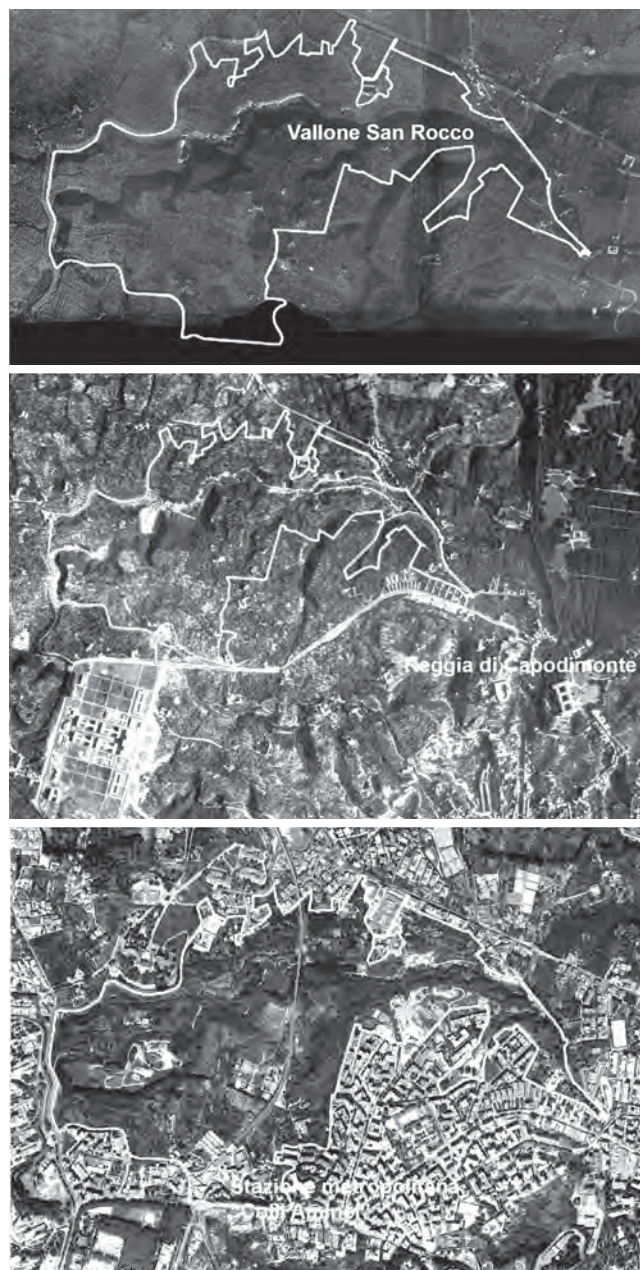 Vallone San Rocco
Reggia di Capodimonte
Stazione metropolitana
Colli Aminei